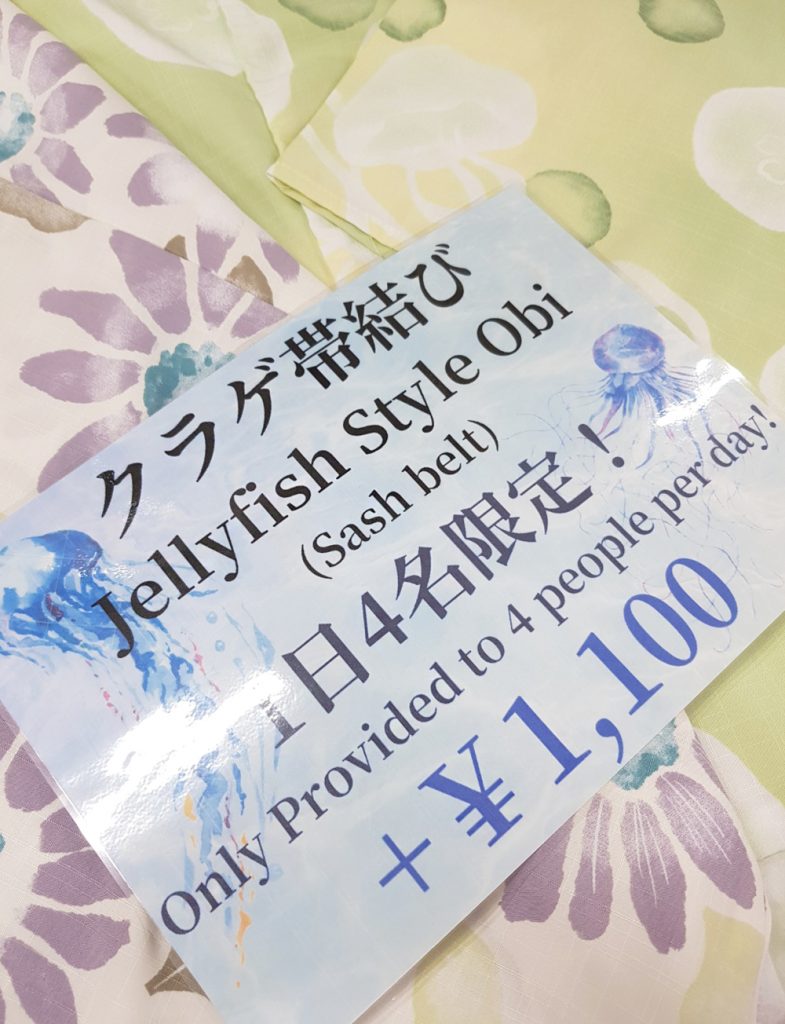 クラゲ帯結び
Jellyfish Style Obi
(Sash belt)
1日4名限定！
Only Provided to 4 people per day!
+¥1,100